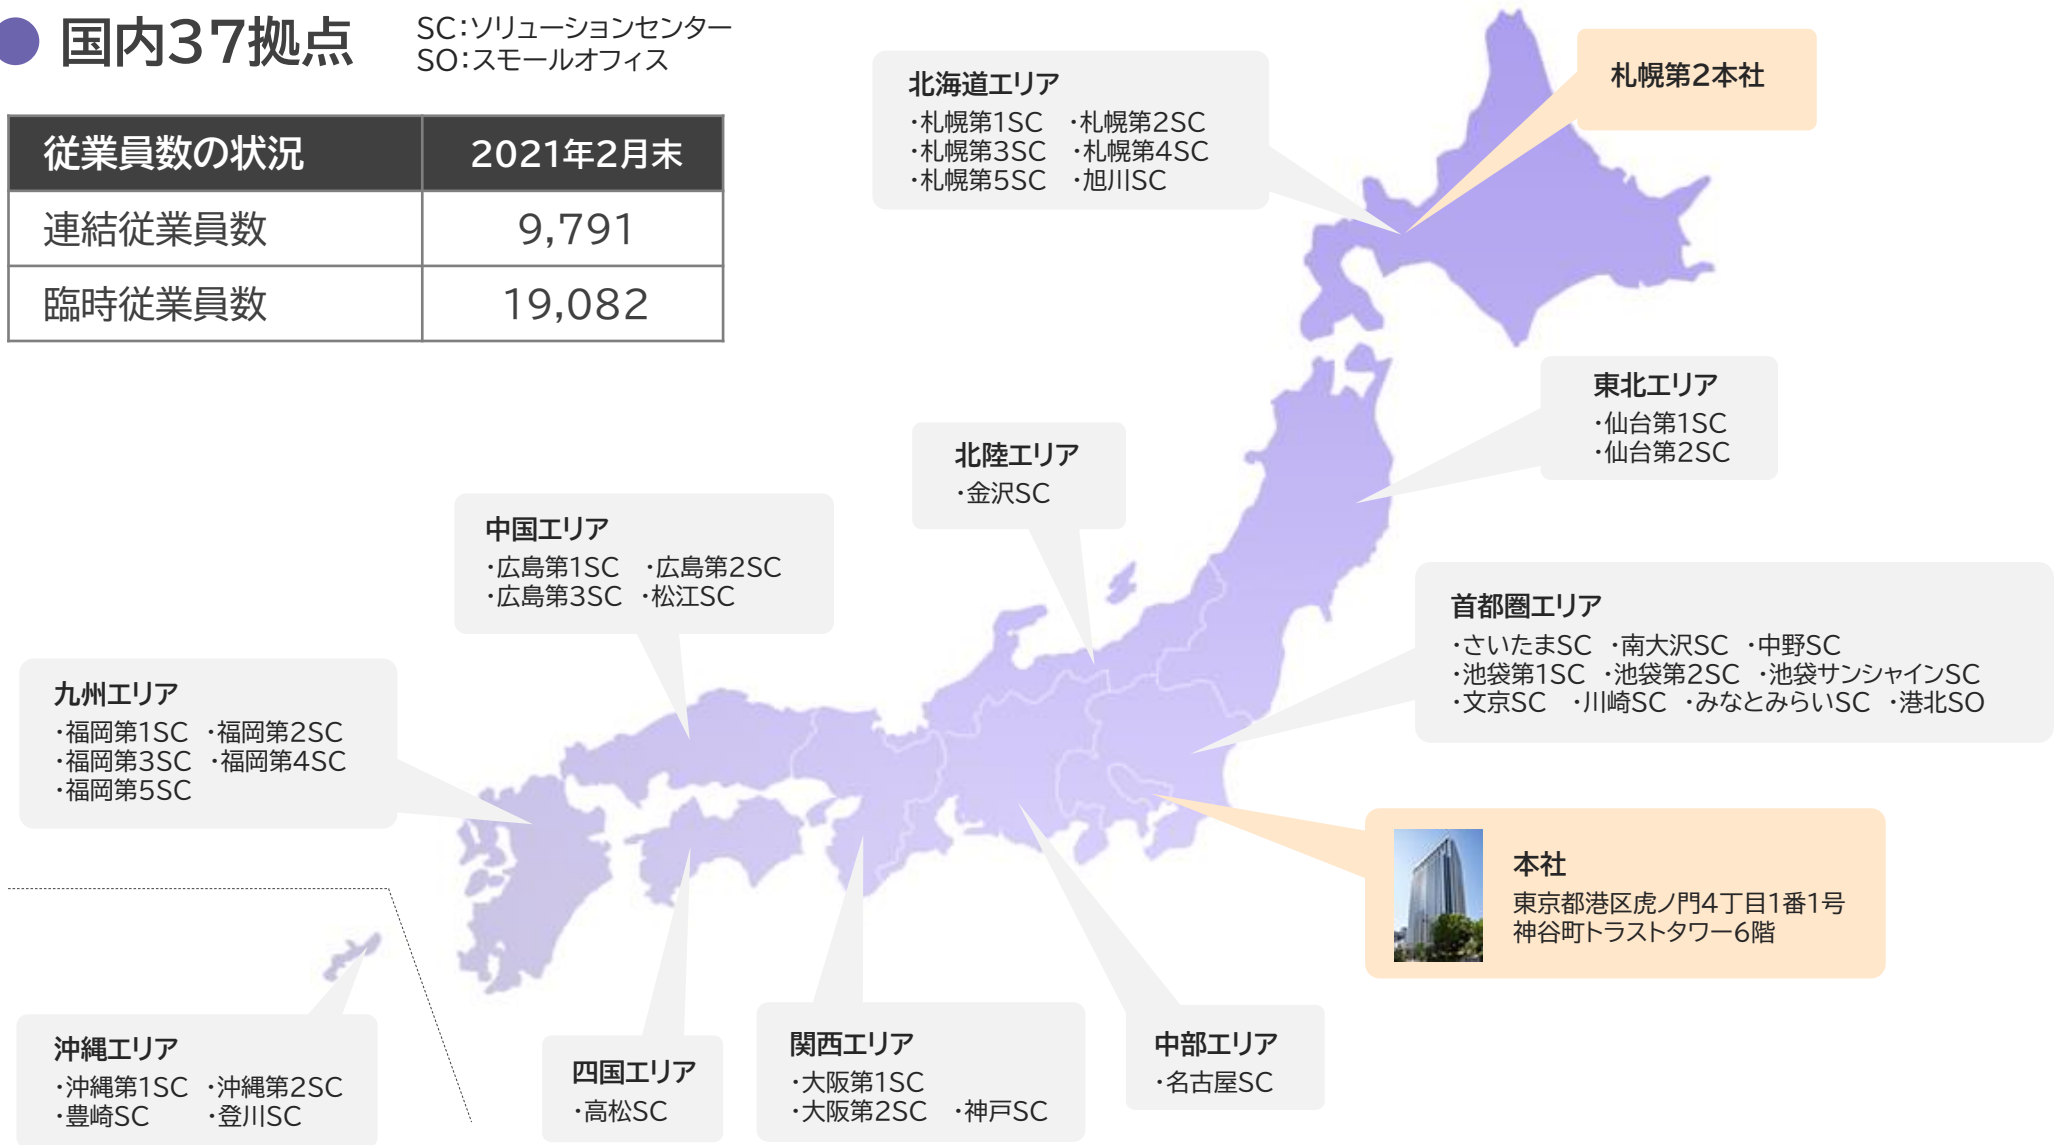 国内37拠点
SC：ソリューションセンター
SO：スモールオフィス
従業員数の状況 2021年2月末
連結従業員数 9,791
臨時従業員数 19,082
北海道エリア
・札幌第1SC ・札幌第2SC
・札幌第3SC ・札幌第4SC
・札幌第5SC ・旭川SC
札幌第2本社
東北エリア
・仙台第1SC
・仙台第2SC
北陸エリア
・金沢SC
中国エリア
・広島第1SC ・広島第2SC
・広島第3SC ・松江SC
首都圏エリア
・さいたまSC ・南大沢SC ・中野SC
・池袋第1SC ・池袋第2SC ・池袋サンシャインSC
・文京SC ・川崎SC ・みなとみらいSC ・港北SO
九州エリア
・福岡第1SC ・福岡第2SC
・福岡第3SC ・福岡第4SC
・福岡第5SC
本社
東京都港区虎ノ門4丁目1番1号
神谷町トラストタワー6階
沖縄エリア
・沖縄第1SC ・沖縄第2SC
・豊崎SC ・登川SC
四国エリア
・高松SC
関西エリア
・大阪第1SC
・大阪第2SC ・神戸SC
中部エリア
・名古屋SC